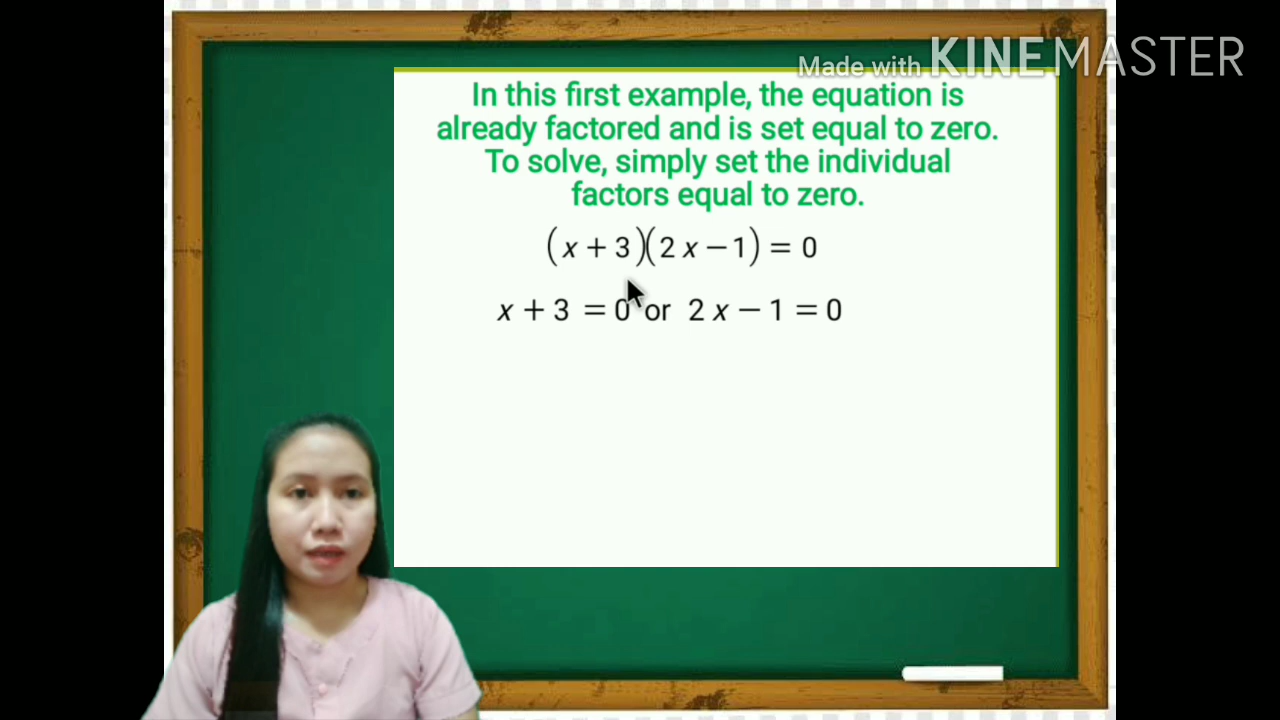 Made with KINEMASTER
In this first example, the equation is
already factored and is set equal to zero.
To solve, simply set the individual
factors equal to zero.
(x + 3)(2x − 1) = 0
x + 3 = 0 or 2x − 1 = 0